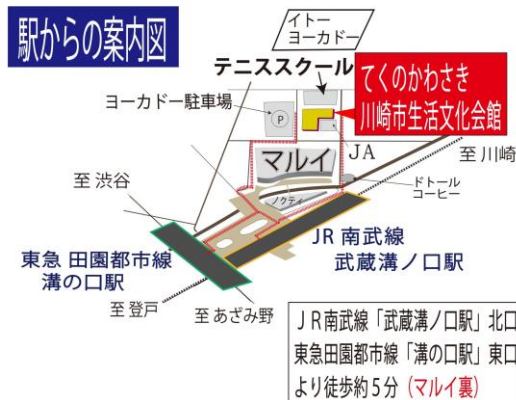 駅からの案内図
イトー
ヨーカドー
テニススクール
てくのかわさき
川崎市生活文化会館
ヨーカドー駐車場
P
JA
至 川崎
マルイ
至 渋谷
ドトール
コーヒー
ノクティ
JR 南武線
武蔵溝ノ口駅
東急 田園都市線
溝の口駅
至 登戸
至 あざみ野
JR南武線「武蔵溝ノ口駅」北口
東急田園都市線「溝の口駅」東口
より徒歩約5分（マルイ裏）